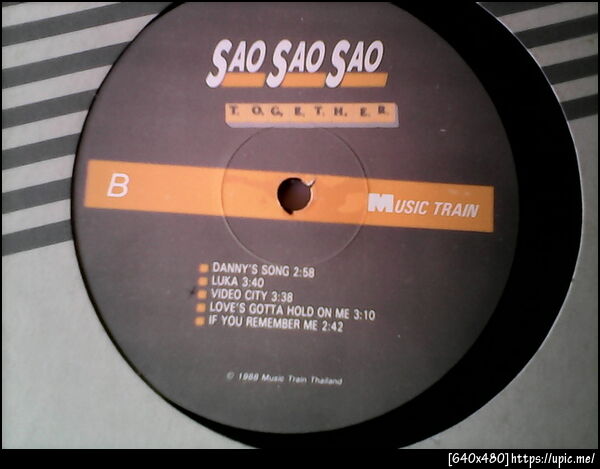 SAO SAO SAO
T.O.G.E.T.H.E.R.
B
MUSIC TRAIN
DANNY'S SONG 2:58
LUKA 3:40
VIDEO CITY 3:38
LOVE'S GOTTA HOLD ON ME 3:10
IF YOU REMEMBER ME 2:42
© 1988 Music Train Thailand
[640x480]https://upic.me/